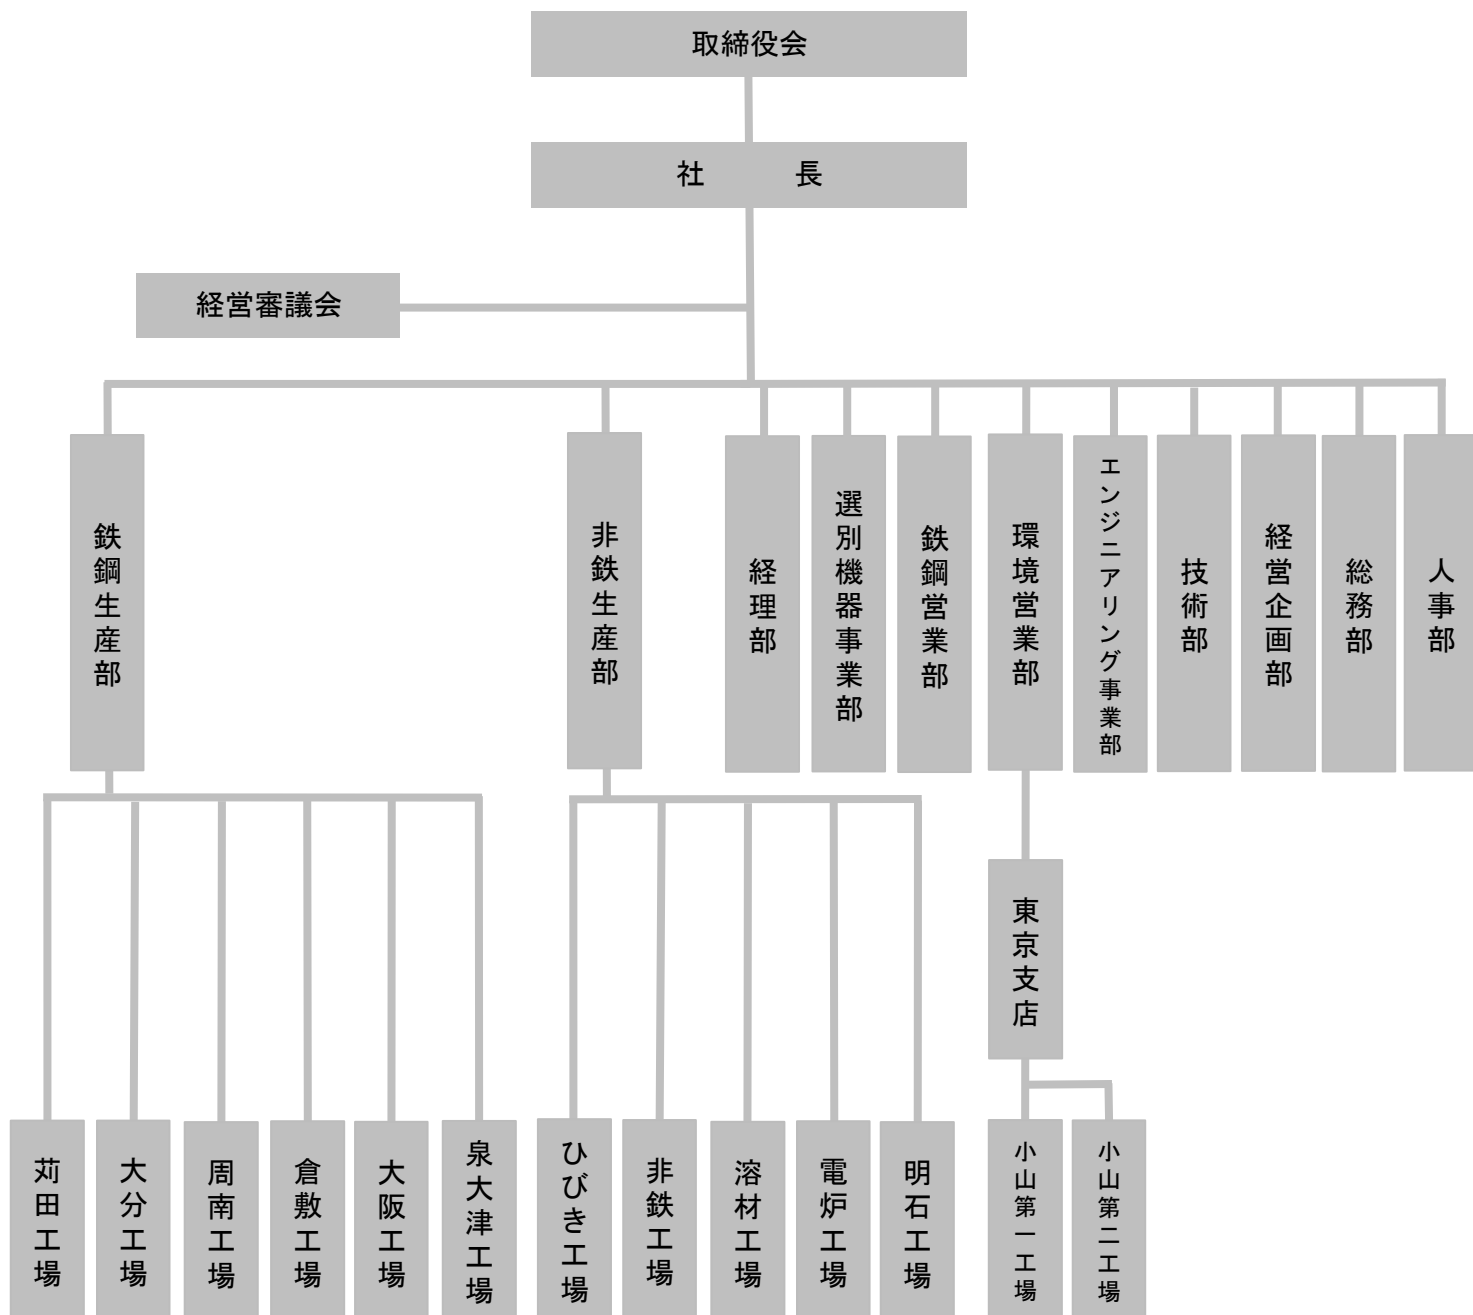 取締役会
社長
経営審議会
鉄鋼生産部
非鉄生産部
経理部
選別機器事業部
鉄鋼営業部
環境営業部
エンジニアリング事業部
技術部
経営企画部
総務部
人事部
東京支店
苅田工場
大分工場
周南工場
倉敷工場
大阪工場
泉大津工場
ひびき工場
非鉄工場
溶材工場
電炉工場
明石工場
小山第一工場
小山第二工場